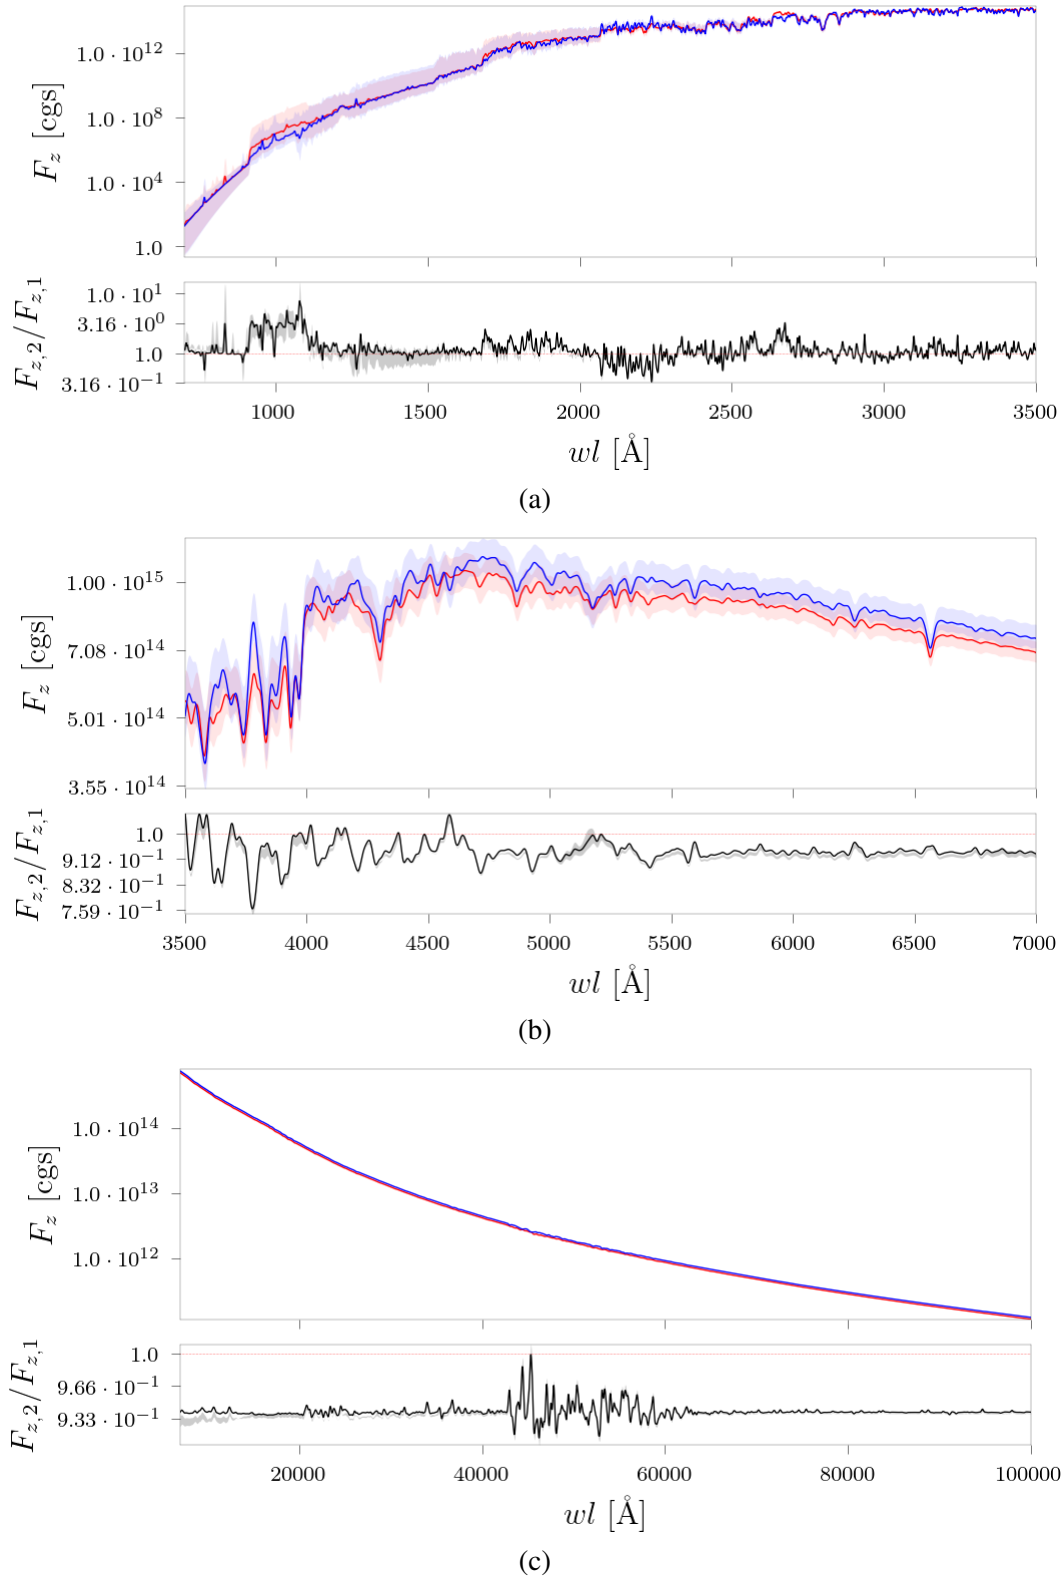 F_z [cgs]
1.0 · 10^12
1.0 · 10^8
1.0 · 10^4
1.0
F_{z,2}/F_{z,1}
1.0 · 10^1
3.16 · 10^0
1.0
3.16 · 10^−1
1000 1500 2000 2500 3000 3500
wl [Å]
(a)
F_z [cgs]
1.00 · 10^15
7.08 · 10^14
5.01 · 10^14
3.55 · 10^14
F_{z,2}/F_{z,1}
1.0
9.12 · 10^−1
8.32 · 10^−1
7.59 · 10^−1
3500 4000 4500 5000 5500 6000 6500 7000
wl [Å]
(b)
F_z [cgs]
1.0 · 10^14
1.0 · 10^13
1.0 · 10^12
F_{z,2}/F_{z,1}
1.0
9.66 · 10^−1
9.33 · 10^−1
20000 40000 60000 80000 100000
wl [Å]
(c)